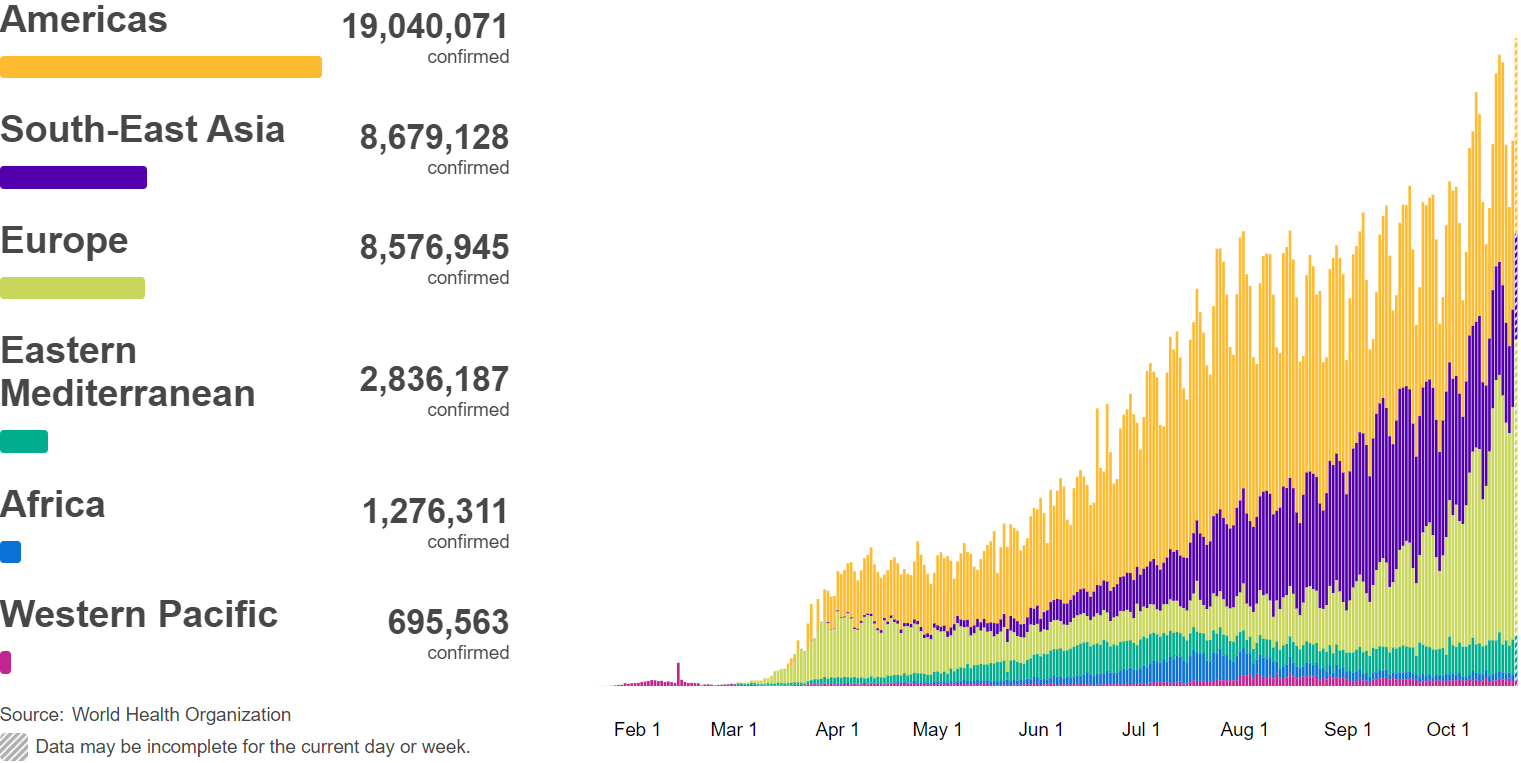 Americas
19,040,071
confirmed
South-East Asia
8,679,128
confirmed
Europe
8,576,945
confirmed
Eastern
Mediterranean
2,836,187
confirmed
Africa
1,276,311
confirmed
Western Pacific
695,563
confirmed
Source: World Health Organization
Data may be incomplete for the current day or week.
Feb 1 Mar 1 Apr 1 May 1 Jun 1 Jul 1 Aug 1 Sep 1 Oct 1